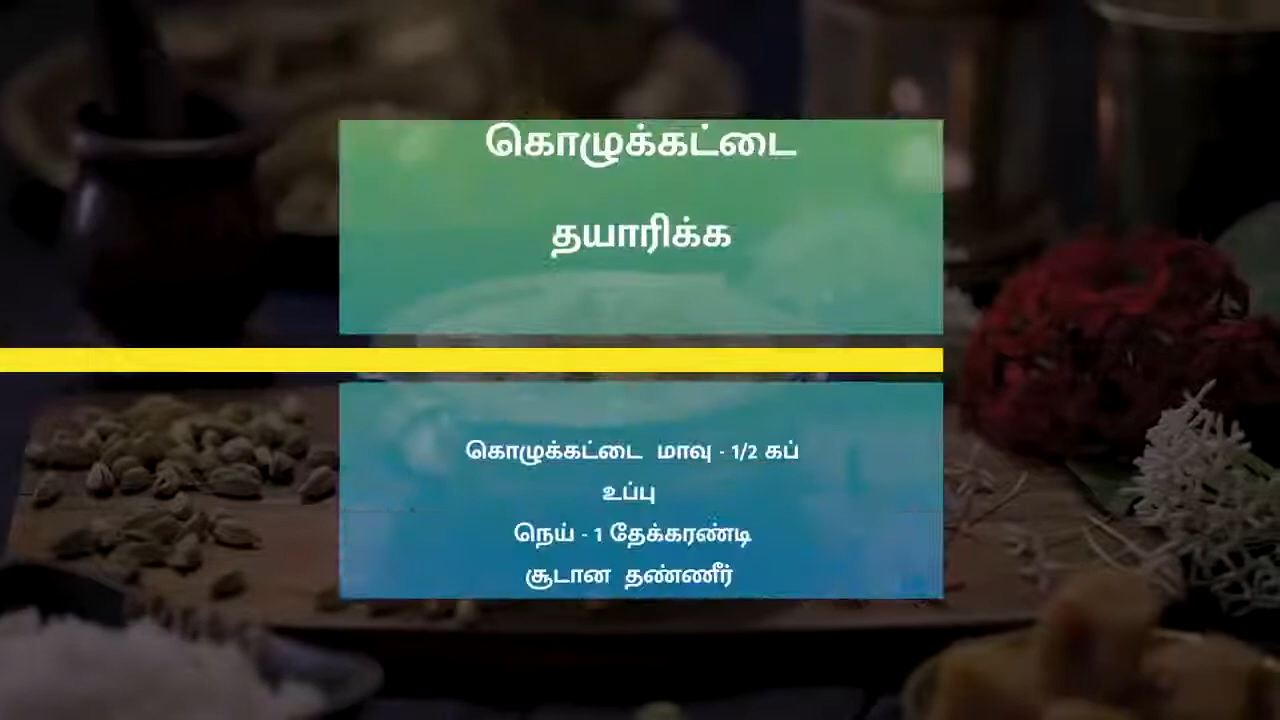 கொழுக்கட்டை
தயாரிக்க
கொழுக்கட்டை மாவு - 1/2 கப்
உப்பு
நெய் - 1 தேக்கரண்டி
சூடான தண்ணீர்